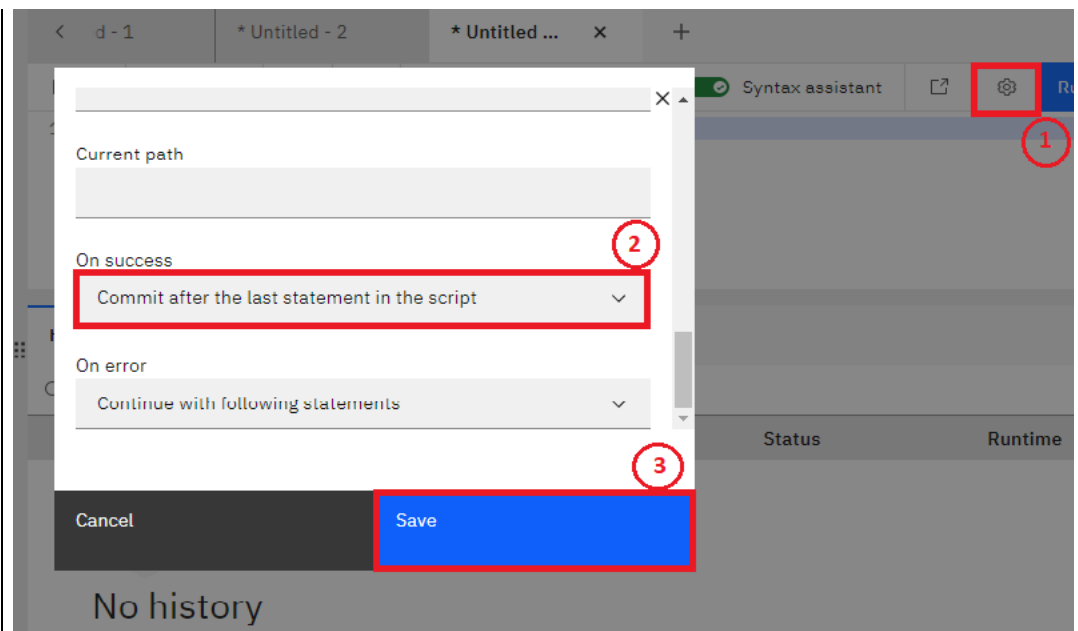 d - 1
* Untitled - 2
* Untitled ...
Syntax assistant
1
Current path
2
On success
Commit after the last statement in the script
On error
Continue with following statements
Status
Runtime
3
Cancel
Save
No history